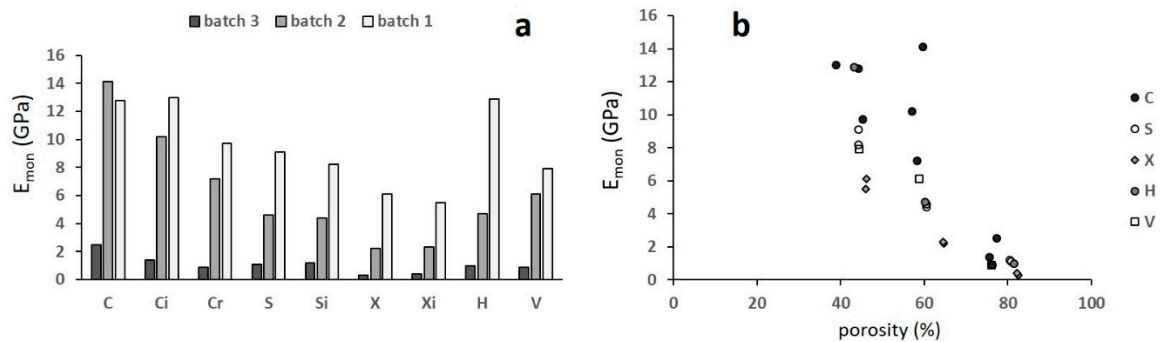 batch 3 batch 2 batch 1
a
E_mon (GPa)
16
14
12
10
8
6
4
2
0
C Ci Cr S Si X Xi H V
b
E_mon (GPa)
16
14
12
10
8
6
4
2
0
0 20 40 60 80 100
porosity (%)
C
S
X
H
V